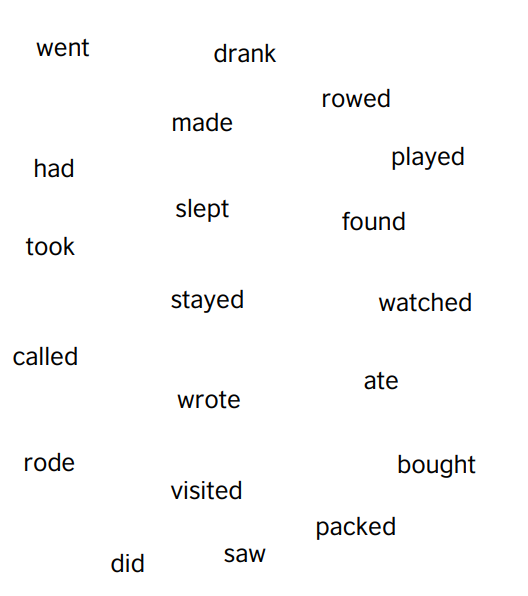 went
drank
rowed
made
played
had
slept
found
took
stayed
watched
called
ate
wrote
rode
bought
visited
packed
saw
did